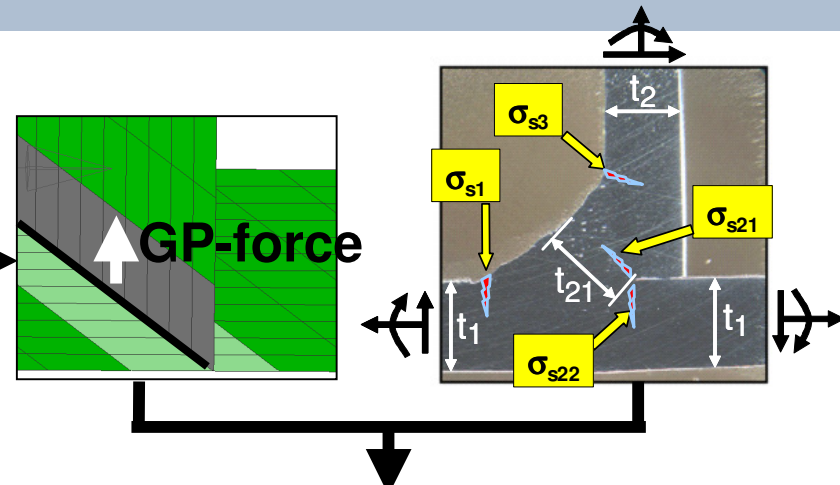 GP-force
t₂
σₛ₃
σₛ₁
σₛ₂₁
t₂₁
t₁
t₁
σₛ₂₂